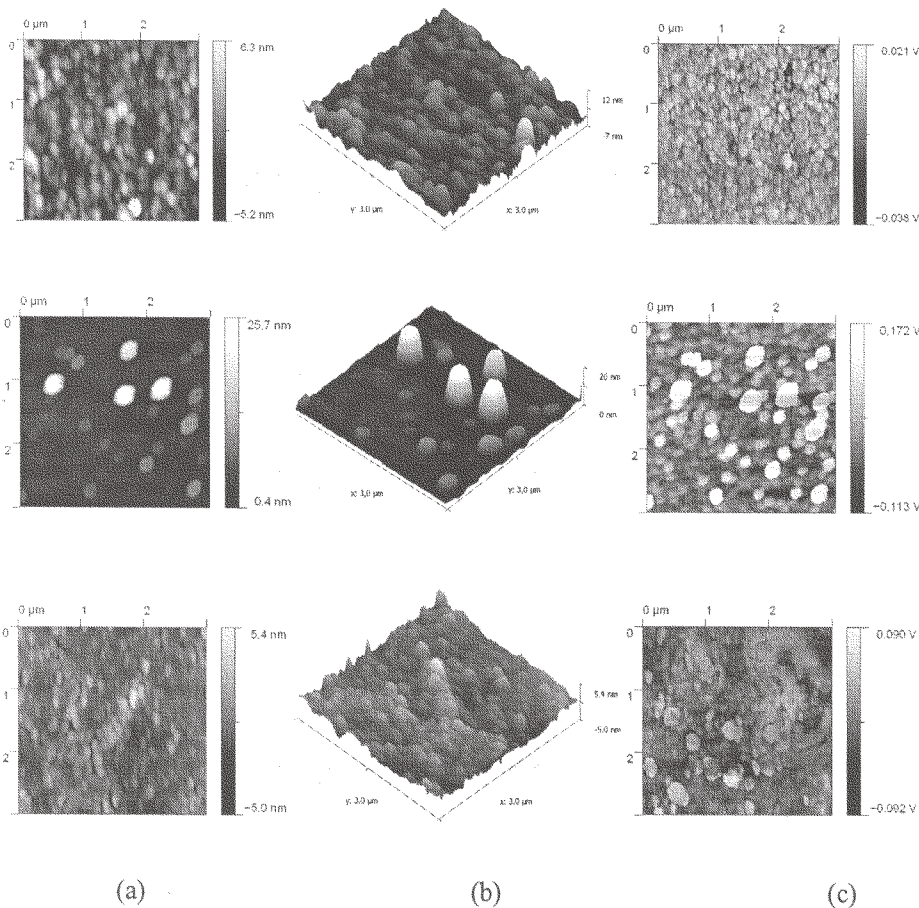 0 µm 1 2
0
1
2
6.3 nm
−5.2 nm
12 nm
-7 nm
y: 3.0 µm
x: 3.0 µm
0 µm 1 2
0
1
2
0.021 V
−0.038 V
0 µm 1 2
0
1
2
25.7 nm
0.4 nm
26 nm
0 nm
x: 3.0 µm
y: 3.0 µm
0 µm 1 2
0
1
2
0.172 V
−0.113 V
0 µm 1 2
0
1
2
5.4 nm
−5.0 nm
5.9 nm
-5.0 nm
y: 3.0 µm
x: 3.0 µm
0 µm 1 2
0
1
2
0.090 V
−0.092 V
(a) (b) (c)